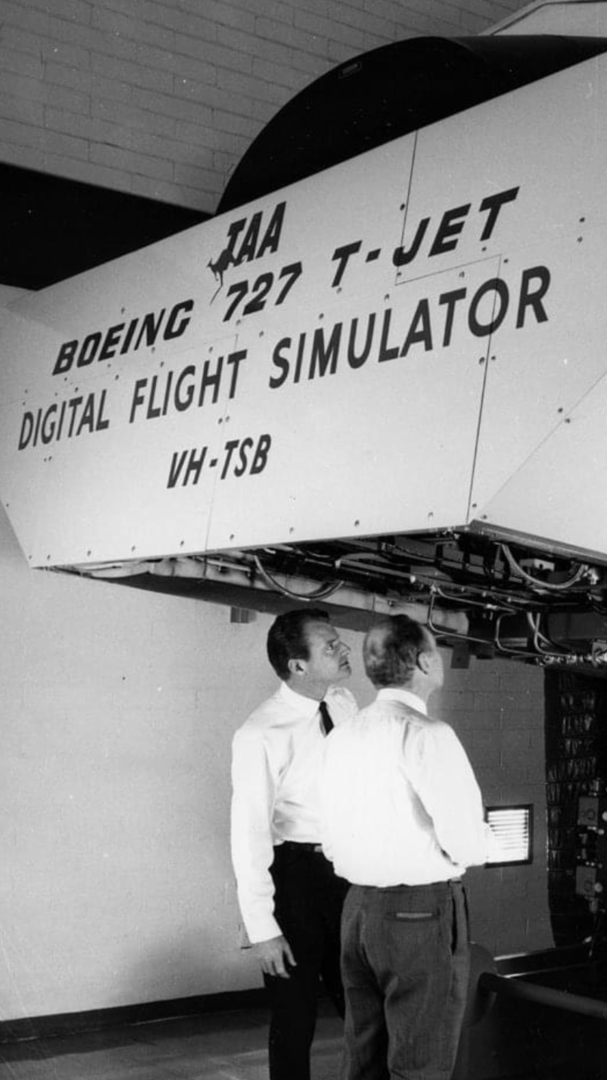 TAA
BOEING 727 T-JET
DIGITAL FLIGHT SIMULATOR
VH-TSB